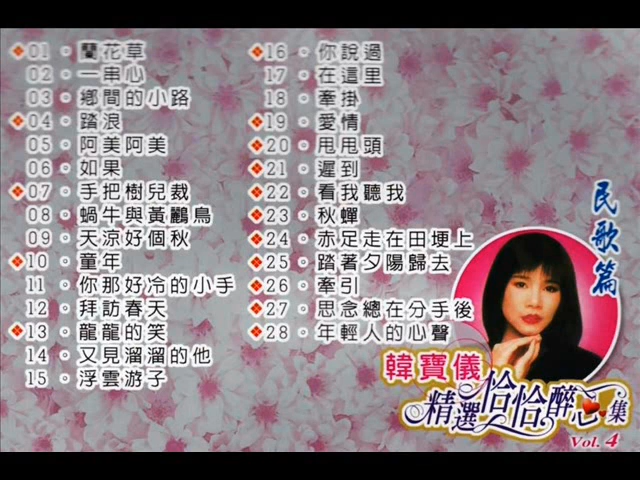 01。蘭花草
02。一串心
03。鄉間的小路
04。踏浪
05。阿美阿美
06。如果
07。手把樹兒栽
08。蝸牛與黃鸝鳥
09。天涼好個秋
10。童年
11。你那好冷的小手
12。拜訪春天
13。龍龍的笑
14。又見溜溜的他
15。浮雲游子
16。你說過
17。在這里
18。牽掛
19。愛情
20。甩甩頭
21。遲到
22。看我聽我
23。秋蟬
24。赤足走在田埂上
25。踏著夕陽歸去
26。牽引
27。思念總在分手後
28。年輕人的心聲
民歌篇
韓寶儀
精選恰恰醉心集
Vol. 4